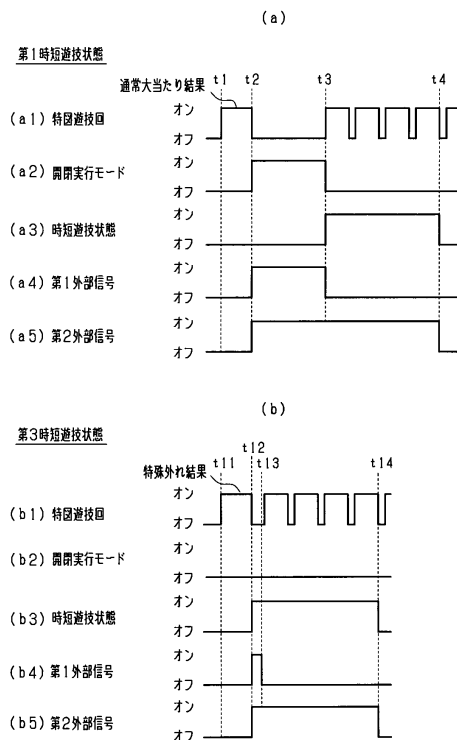 (a)
第1時短遊技状態
t1 t2 t3 t4
通常大当たり結果
(a1) 特図遊技回 オン
オフ
(a2) 開閉実行モード オン
オフ
(a3) 時短遊技状態 オン
オフ
(a4) 第1外部信号 オン
オフ
(a5) 第2外部信号 オン
オフ
(b)
第3時短遊技状態
t12
t11 t13 t14
特殊外れ結果
(b1) 特図遊技回 オン
オフ
(b2) 開閉実行モード オン
オフ
(b3) 時短遊技状態 オン
オフ
(b4) 第1外部信号 オン
オフ
(b5) 第2外部信号 オン
オフ